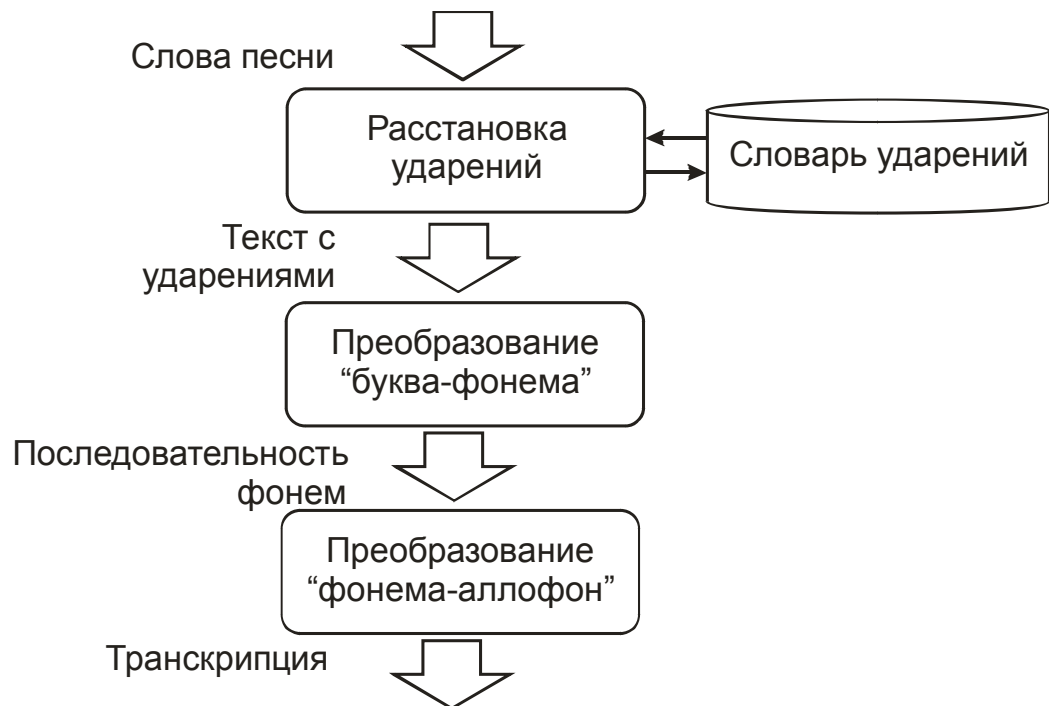 Слова песни
Расстановка
ударений
Словарь ударений
Текст с
ударениями
Преобразование
“буква-фонема”
Последовательность
фонем
Преобразование
“фонема-аллофон”
Транскрипция